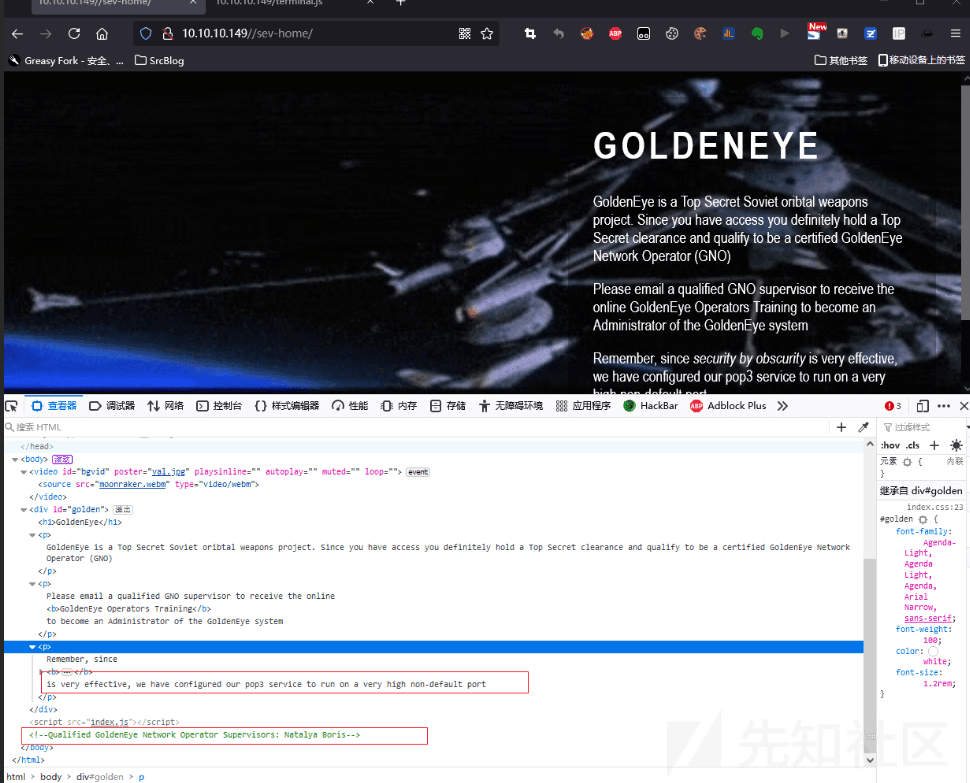 10.10.10.149//sev-home/
10.10.10.149/terminal.js
10.10.10.149//sev-home/
New
Greasy Fork - 安全、...
SrcBlog
其他书签
移动设备上的书签
GOLDENEYE
GoldenEye is a Top Secret Soviet oribtal weapons
project. Since you have access you definitely hold a Top
Secret clearance and qualify to be a certified GoldenEye
Network Operator (GNO)
Please email a qualified GNO supervisor to receive the
online GoldenEye Operators Training to become an
Administrator of the GoldenEye system
Remember, since security by obscurity is very effective,
we have configured our pop3 service to run on a very
high non-default port
查看器 调试器 网络 控制台 样式编辑器 性能 内存 存储 无障碍环境 应用程序 HackBar Adblock Plus 3
搜索 HTML
过滤样式
:hov .cls
</head>
<body> 滚动
<video id="bgvid" poster="val.jpg" playsinline="" autoplay="" muted="" loop=""> event
<source src="moonraker.webm" type="video/webm">
</video>
<div id="golden"> 溢出
<h1>GoldenEye</h1>
<p>
GoldenEye is a Top Secret Soviet oribtal weapons project. Since you have access you definitely hold a Top Secret clearance and qualify to be a certified GoldenEye Network
Operator (GNO)
</p>
<p>
Please email a qualified GNO supervisor to receive the online
<b>GoldenEye Operators Training</b>
to become an Administrator of the GoldenEye system
</p>
<p>
Remember, since
<b>…</b>
is very effective, we have configured our pop3 service to run on a very high non-default port
</p>
</div>
<script src="index.js"></script>
<!--Qualified GoldenEye Network Operator Supervisors: Natalya Boris-->
</body>
</html>
html > body > div#golden > p
元素 { 内联
}
继承自 div#golden
index.css:23
#golden {
font-family:
Agenda-
Light,
Agenda
Light,
Agenda,
Arial
Narrow,
sans-serif;
font-weight:
100;
color:
white;
font-size:
1.2rem;
}
先知社区